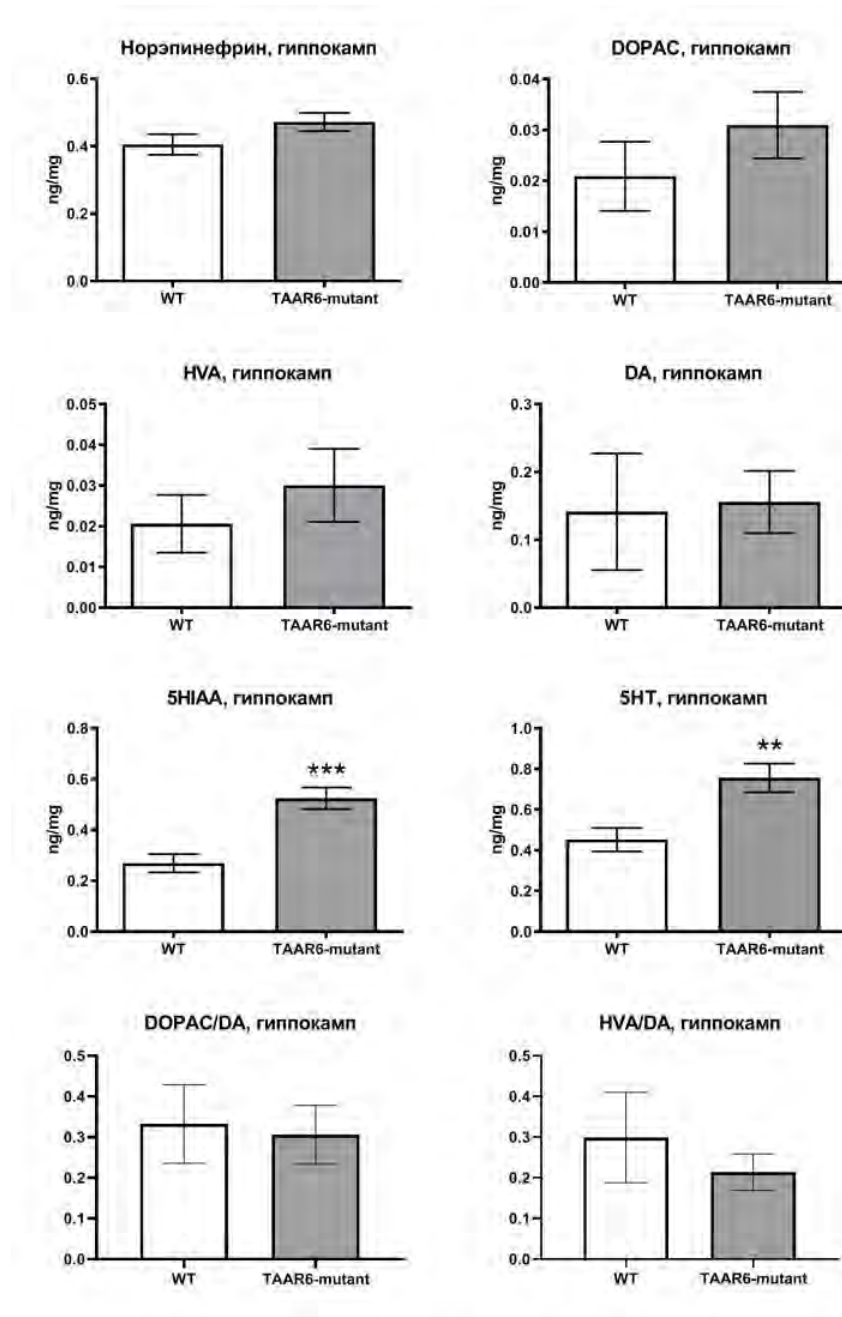 Норэпинефрин, гиппокамп
0.6
0.4
0.2
0.0
ng/mg
WT
TAAR6-mutant
DOPAC, гиппокамп
0.04
0.03
0.02
0.01
0.00
ng/mg
WT
TAAR6-mutant
HVA, гиппокамп
0.05
0.04
0.03
0.02
0.01
0.00
ng/mg
WT
TAAR6-mutant
DA, гиппокамп
0.3
0.2
0.1
0.0
ng/mg
WT
TAAR6-mutant
5HIAA, гиппокамп
0.8
0.6
0.4
0.2
0.0
ng/mg
***
WT
TAAR6-mutant
5HT, гиппокамп
1.0
0.8
0.6
0.4
0.2
0.0
ng/mg
**
WT
TAAR6-mutant
DOPAC/DA, гиппокамп
0.5
0.4
0.3
0.2
0.1
0.0
WT
TAAR6-mutant
HVA/DA, гиппокамп
0.5
0.4
0.3
0.2
0.1
0.0
WT
TAAR6-mutant